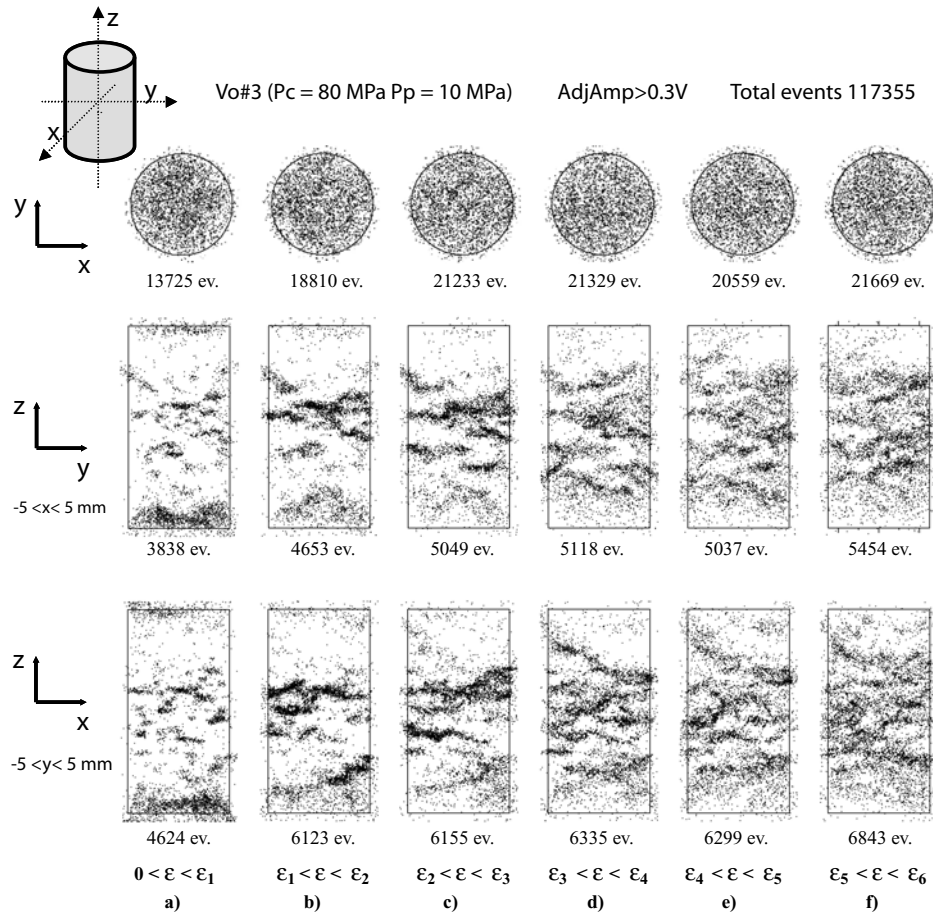 z
y
x
Vo#3 (Pc = 80 MPa Pp = 10 MPa) AdjAmp>0.3V Total events 117355
y
x
13725 ev. 18810 ev. 21233 ev. 21329 ev. 20559 ev. 21669 ev.
z
y
-5 <x< 5 mm
3838 ev. 4653 ev. 5049 ev. 5118 ev. 5037 ev. 5454 ev.
z
x
-5 <y< 5 mm
4624 ev. 6123 ev. 6155 ev. 6335 ev. 6299 ev. 6843 ev.
0 < ε < ε₁ ε₁ < ε < ε₂ ε₂ < ε < ε₃ ε₃ < ε < ε₄ ε₄ < ε < ε₅ ε₅ < ε < ε₆
a) b) c) d) e) f)